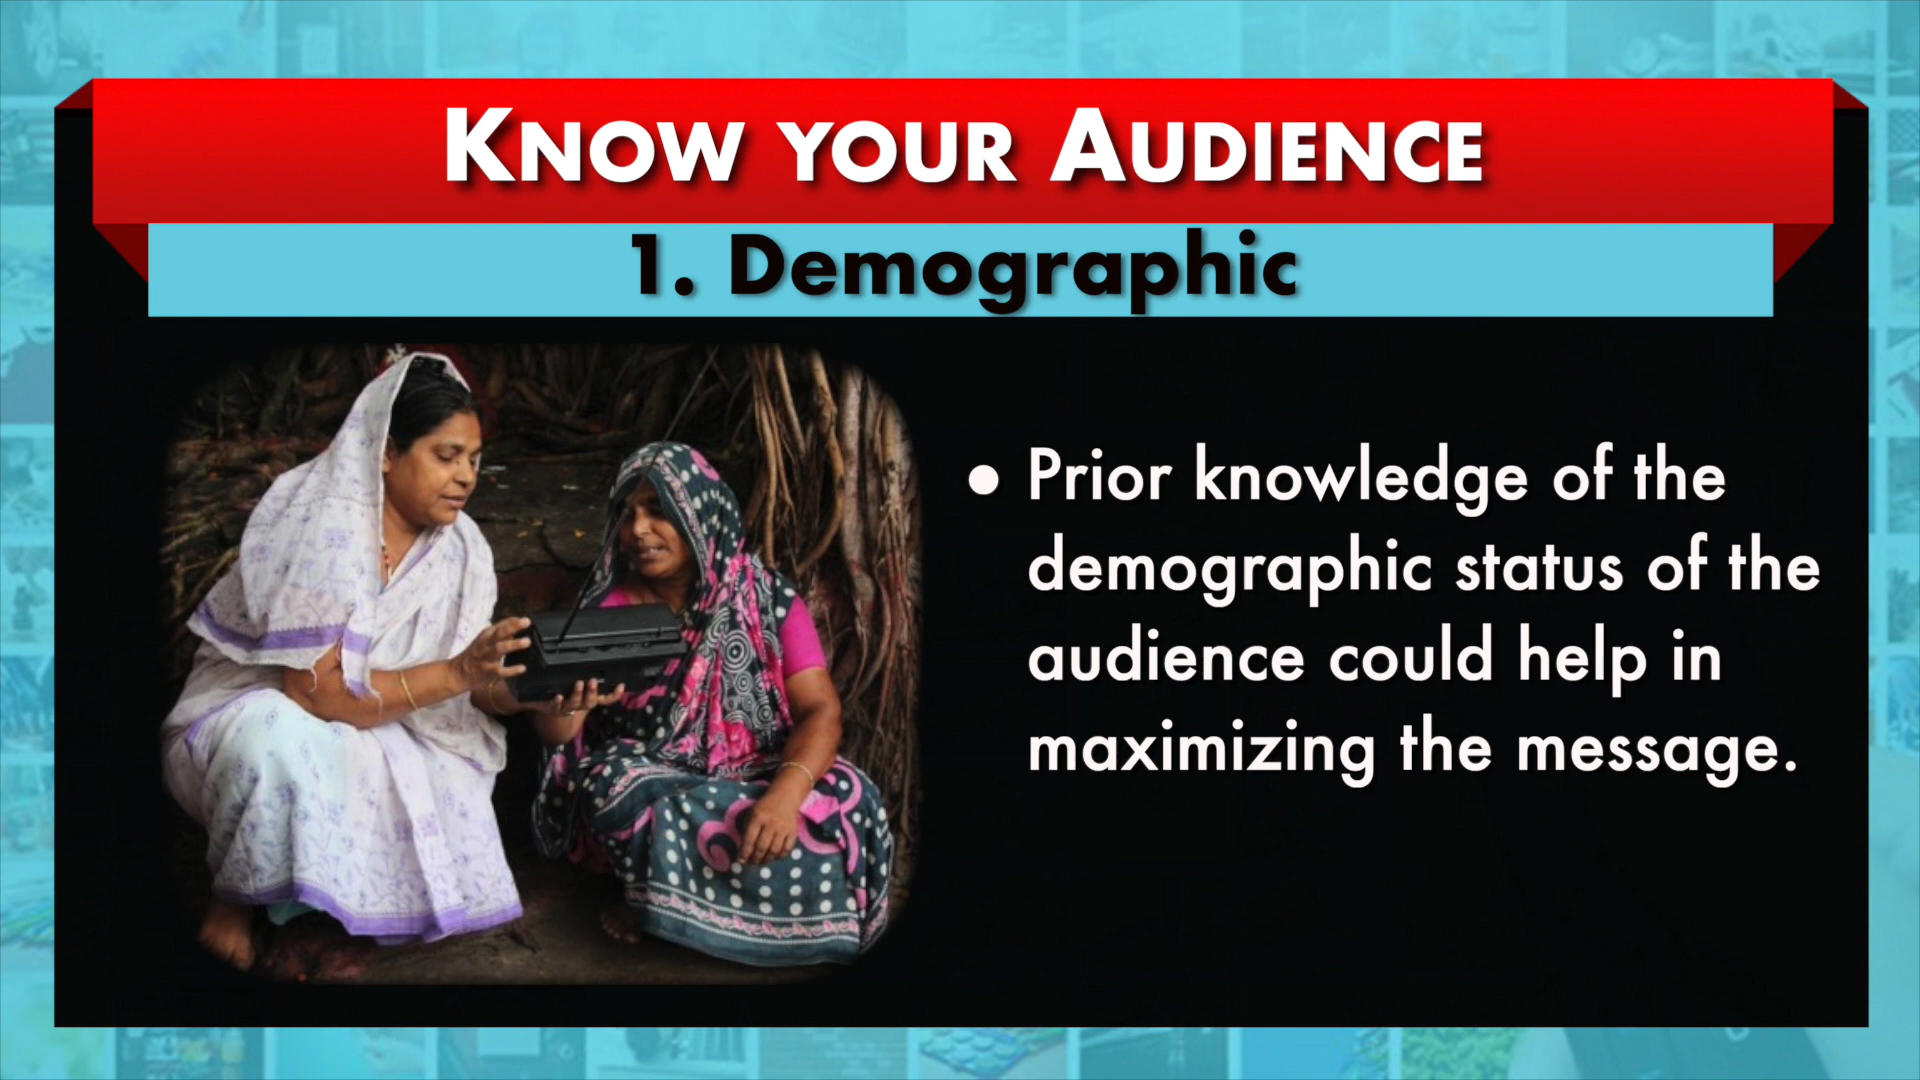 KNOW YOUR AUDIENCE
1. Demographic
• Prior knowledge of the
demographic status of the
audience could help in
maximizing the message.